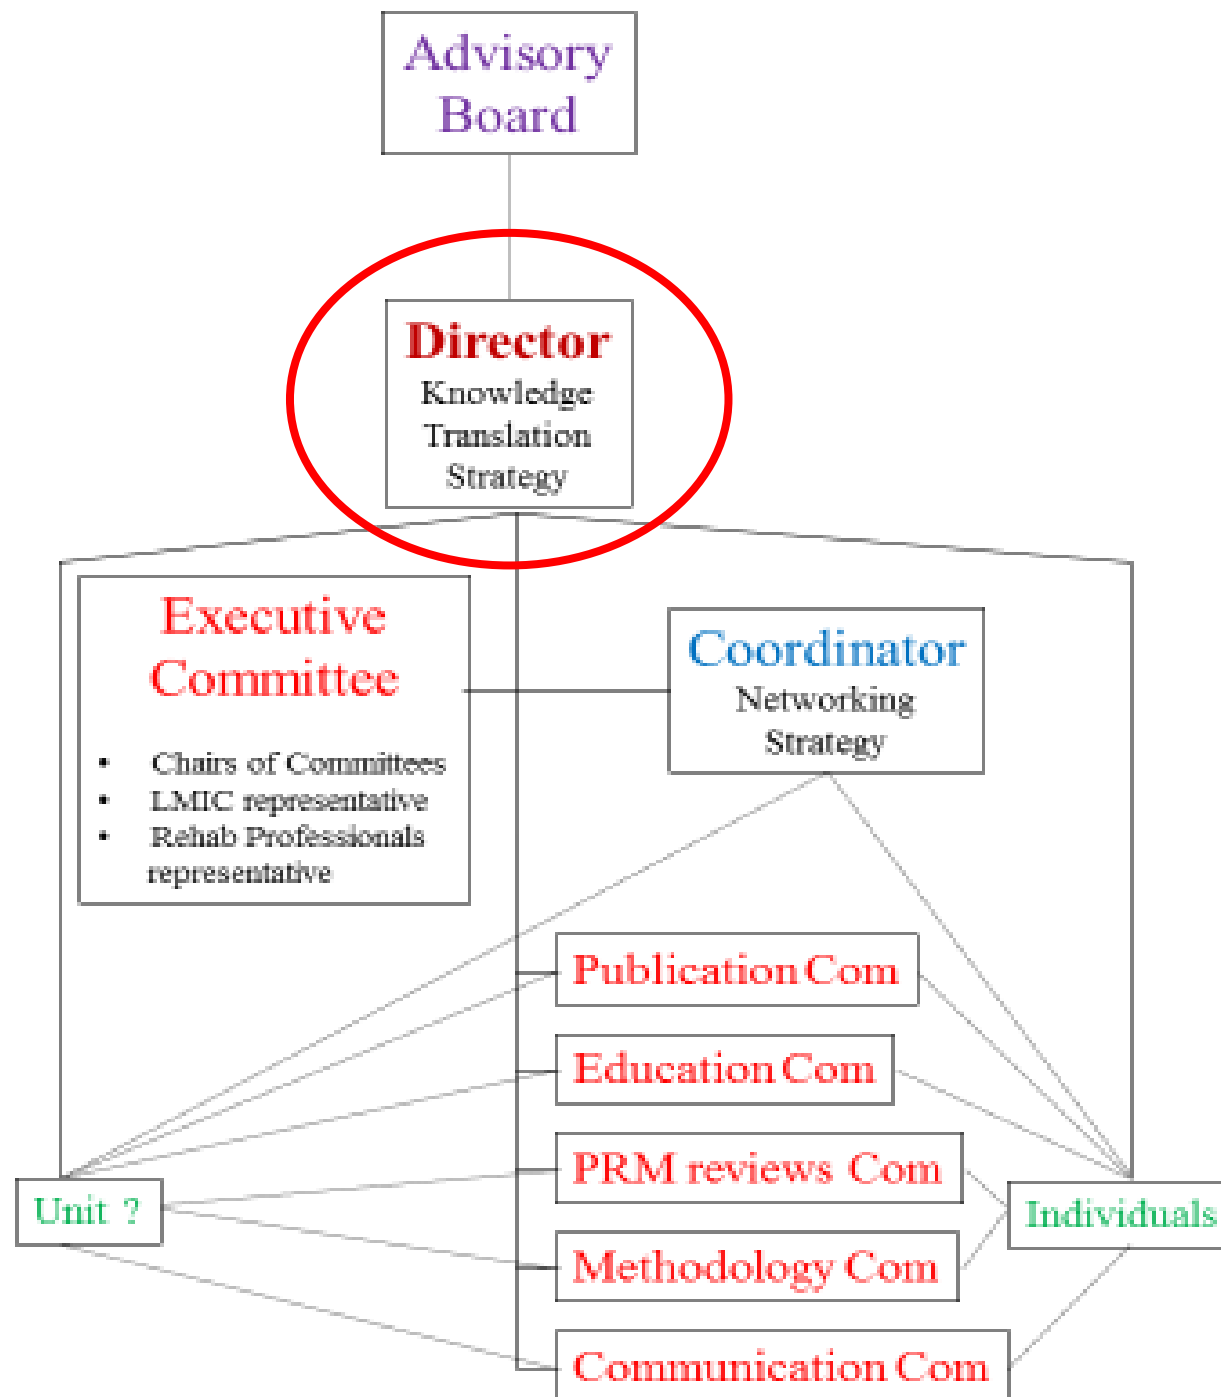 Advisory
Board
Director
Knowledge
Translation
Strategy
Executive
Committee
• Chairs of Committees
• LMIC representative
• Rehab Professionals
representative
Coordinator
Networking
Strategy
Publication Com
Education Com
PRM reviews Com
Methodology Com
Communication Com
Unit ?
Individuals